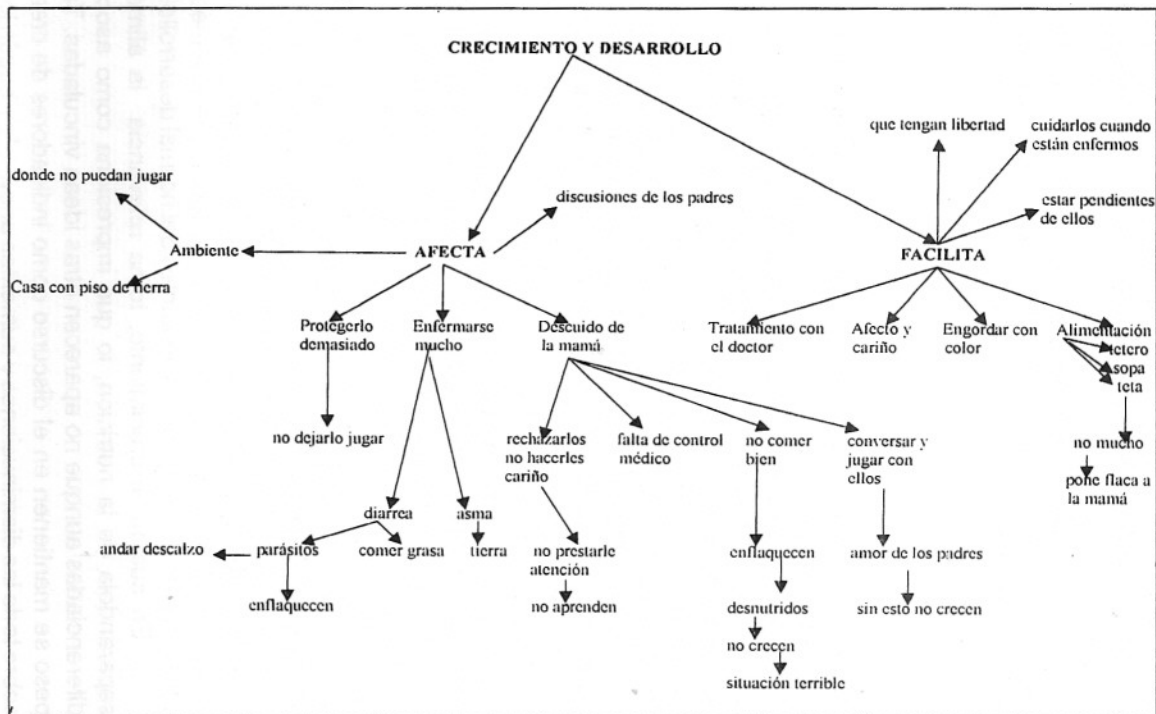 CRECIMIENTO Y DESARROLLO
que tengan libertad
cuidarlos cuando
están enfermos
donde no puedan jugar
discusiones de los padres
estar pendientes
de ellos
Ambiente
AFECTA
FACILITA
Casa con piso de tierra
Protegerlo
demasiado
Enfermarse
mucho
Descuido de
la mamá
Tratamiento con
el doctor
Afecto y
cariño
Engordar con
color
Alimentación
tetero
sopa
teta
no dejarlo jugar
rechazarlos
no hacerles
cariño
falta de control
médico
no comer
bien
conversar y
jugar con
ellos
no mucho
pone flaca a
la mamá
diarrea
asma
andar descalzo
parásitos
comer grasa
tierra
no prestarle
atención
enflaquecen
amor de los padres
enflaquecen
no aprenden
desnutridos
sin esto no crecen
no crecen
situación terrible